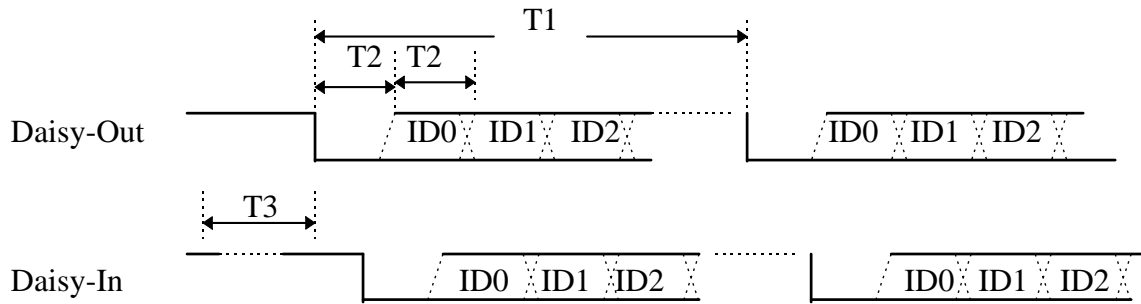 T1
T2 T2
Daisy-Out ID0 ID1 ID2 ID0 ID1 ID2
T3
Daisy-In ID0 ID1 ID2 ID0 ID1 ID2